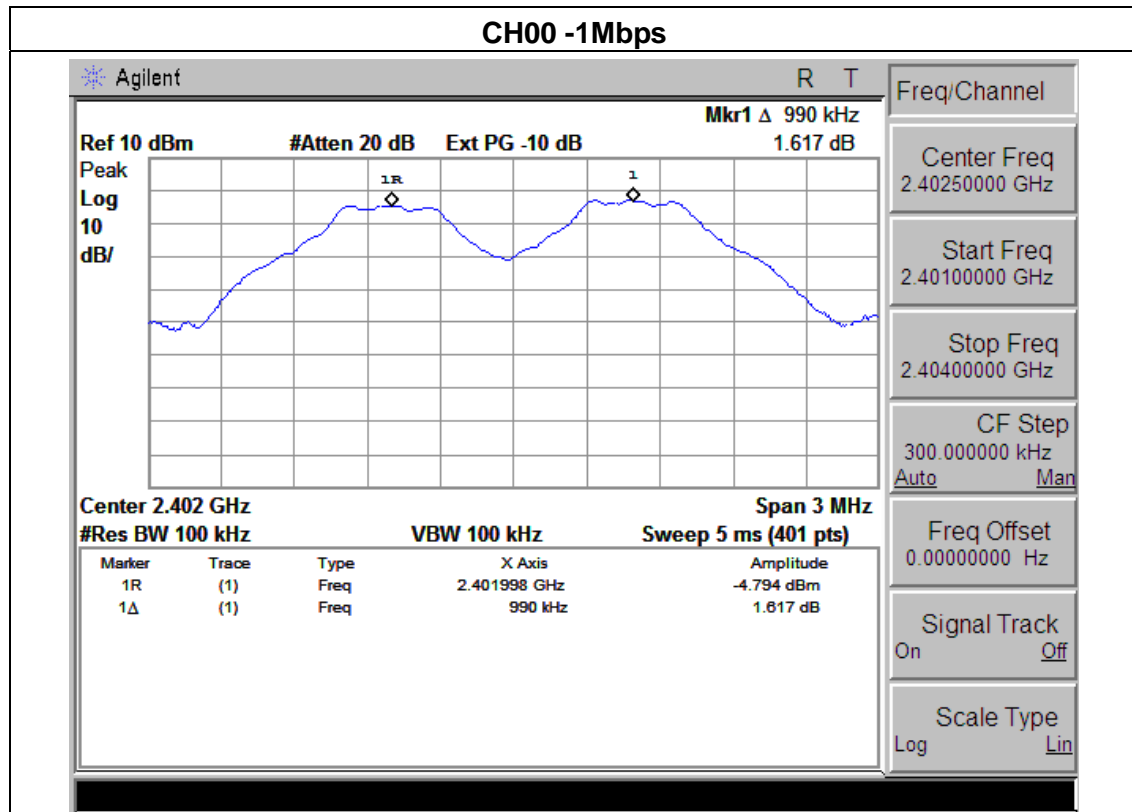 CH00 -1Mbps
Agilent R T
Mkr1 Δ 990 kHz
Ref 10 dBm #Atten 20 dB Ext PG -10 dB 1.617 dB
Peak
Log
10
dB/
1R 1
Center 2.402 GHz Span 3 MHz
#Res BW 100 kHz VBW 100 kHz Sweep 5 ms (401 pts)
Marker Trace Type X Axis Amplitude
1R (1) Freq 2.401998 GHz -4.794 dBm
1Δ (1) Freq 990 kHz 1.617 dB
Freq/Channel
Center Freq
2.40250000 GHz
Start Freq
2.40100000 GHz
Stop Freq
2.40400000 GHz
CF Step
300.000000 kHz
Auto Man
Freq Offset
0.00000000 Hz
Signal Track
On Off
Scale Type
Log Lin